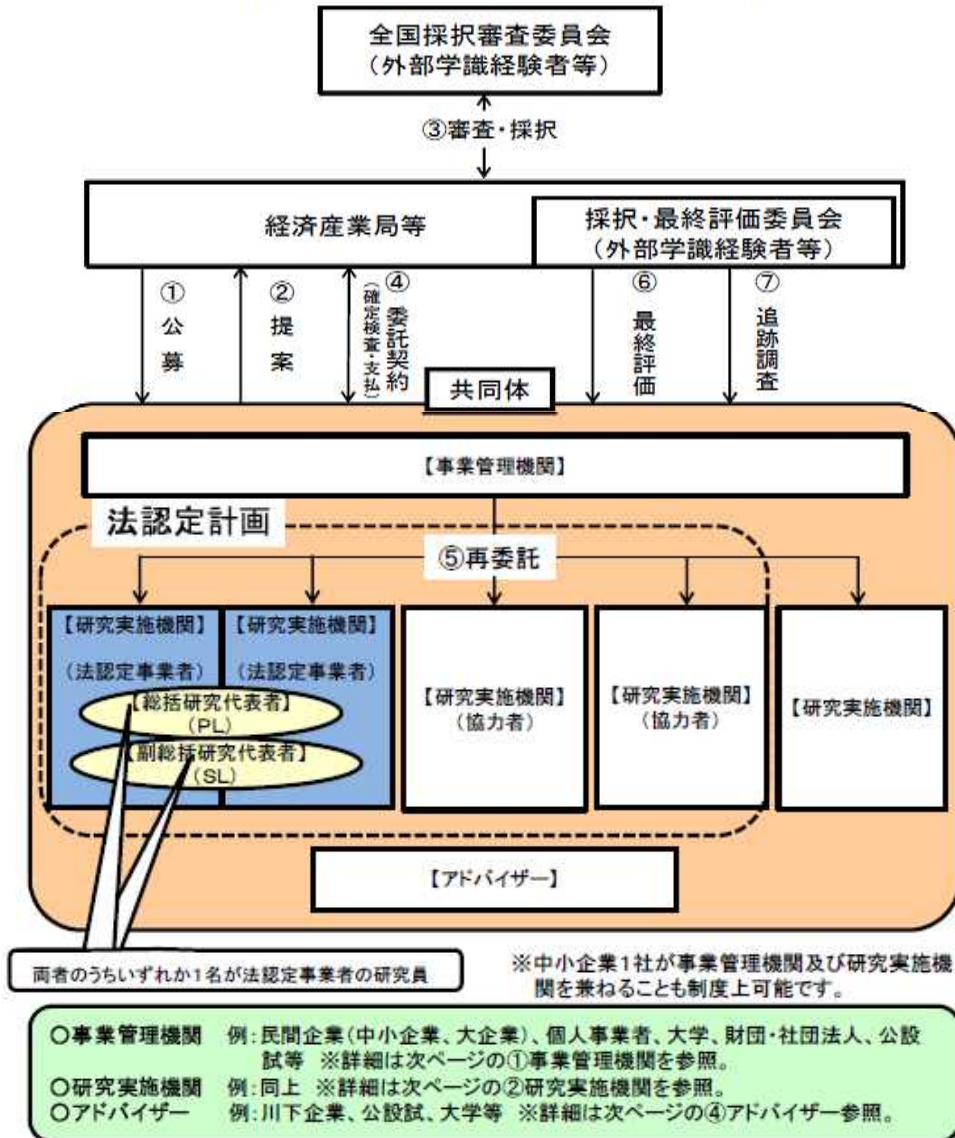 全国採択審査委員会
(外部学識経験者等)
③審査・採択
経済産業局等
採択・最終評価委員会
(外部学識経験者等)
①公募
②提案
④委託契約
(確定検査・支払)
⑥最終評価
⑦追跡調査
共同体
【事業管理機関】
法認定計画
⑤再委託
【研究実施機関】
(法認定事業者)
【研究実施機関】
(法認定事業者)
【総括研究代表者】
(PL)
【副総括研究代表者】
(SL)
【研究実施機関】
(協力者)
【研究実施機関】
(協力者)
【研究実施機関】
【アドバイザー】
両者のうちいずれか1名が法認定事業者の研究員
※中小企業1社が事業管理機関及び研究実施機
関を兼ねることも制度上可能です。
○事業管理機関 例:民間企業(中小企業、大企業)、個人事業者、大学、財団・社団法人、公設
試等 ※詳細は次ページの①事業管理機関を参照。
○研究実施機関 例:同上 ※詳細は次ページの②研究実施機関を参照。
○アドバイザー 例:川下企業、公設試、大学等 ※詳細は次ページの④アドバイザー参照。